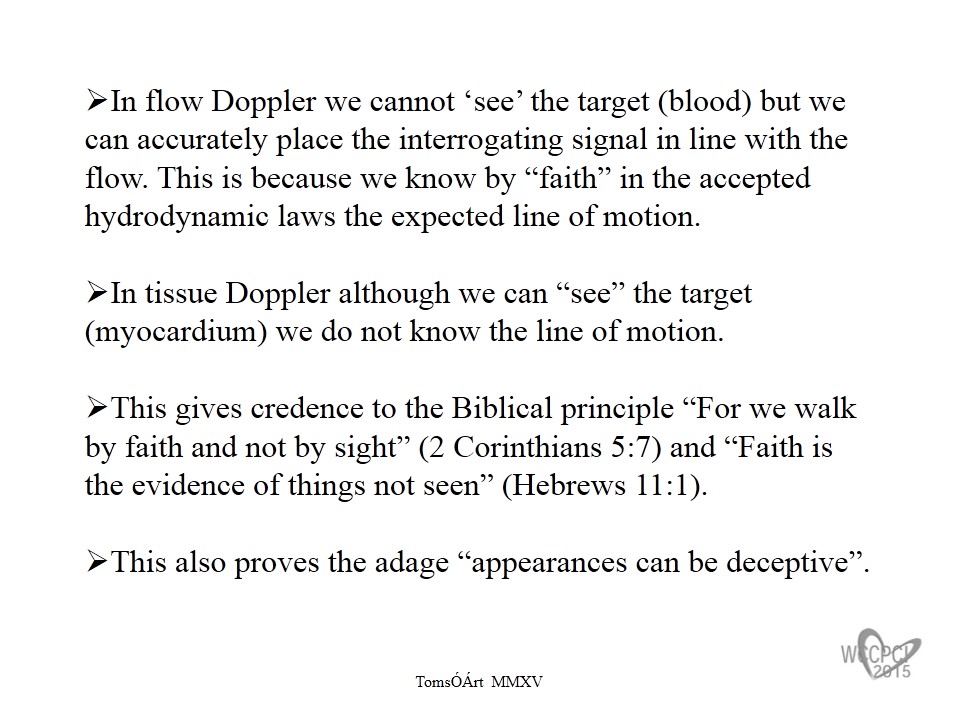 ➢In flow Doppler we cannot ‘see’ the target (blood) but we
can accurately place the interrogating signal in line with the
flow. This is because we know by “faith” in the accepted
hydrodynamic laws the expected line of motion.
➢In tissue Doppler although we can “see” the target
(myocardium) we do not know the line of motion.
➢This gives credence to the Biblical principle “For we walk
by faith and not by sight” (2 Corinthians 5:7) and “Faith is
the evidence of things not seen” (Hebrews 11:1).
➢This also proves the adage “appearances can be deceptive”.
WCCPCI
2015
TomsÓÁrt MMXV